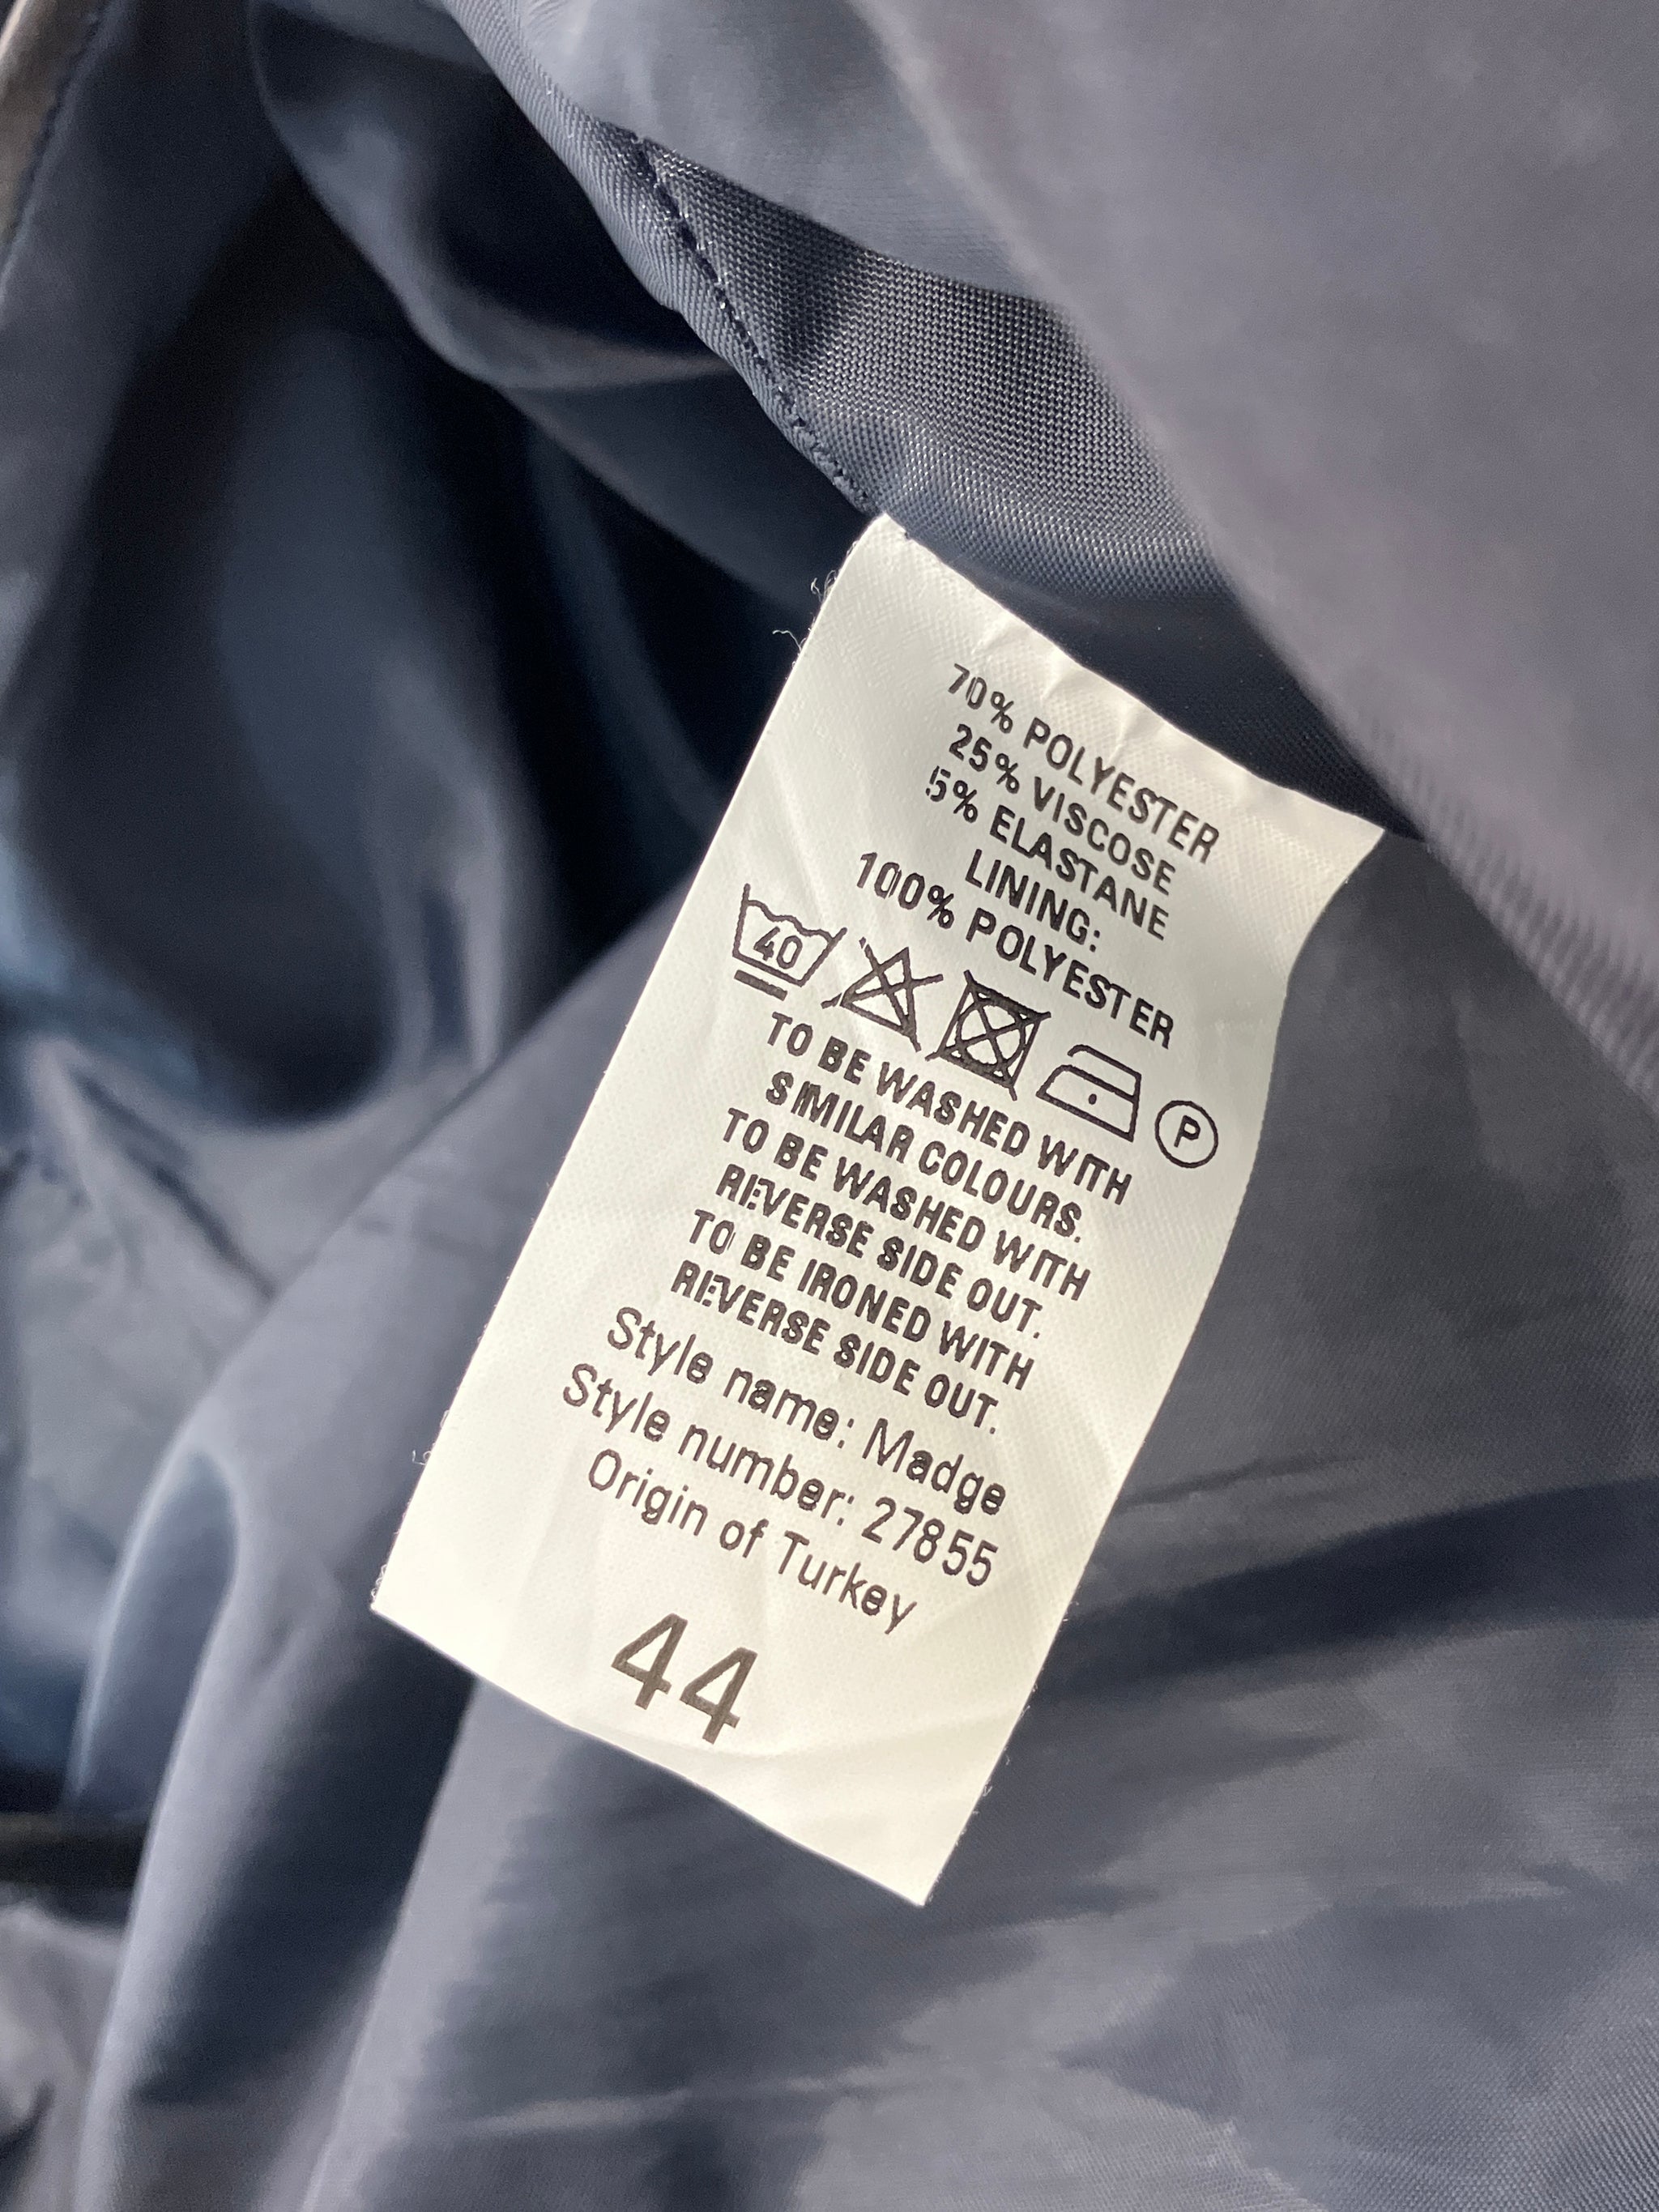 70% POLYESTER
25% VISCOSE
5% ELASTANE
LINING:
100% POLYESTER
40
P
TO BE WASHED WITH
SIMILAR COLOURS.
TO BE WASHED WITH
REVERSE SIDE OUT.
TO BE IRONED WITH
REVERSE SIDE OUT.
Style name: Madge
Style number: 27855
Origin of Turkey
44